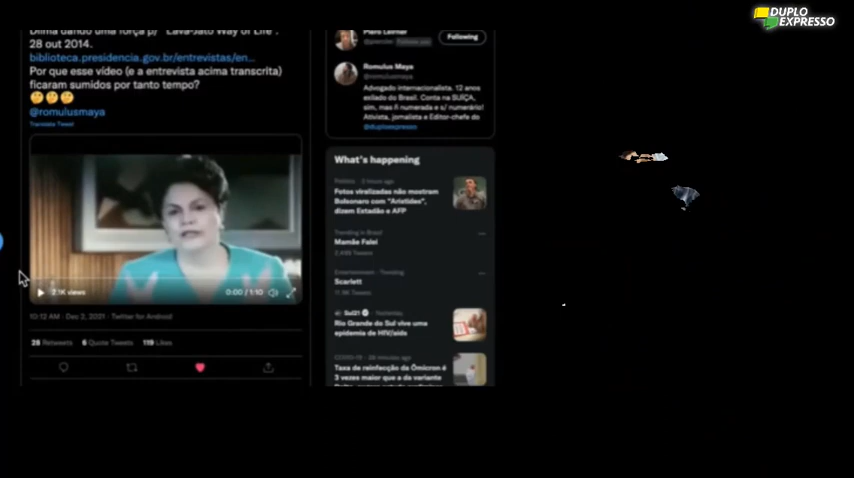 DUPLO
EXPRESSO
Dilma dando uma força p/ "Lava-Jato Way of Life".
28 out 2014.
biblioteca.presidencia.gov.br/entrevistas/en...
Por que esse vídeo (e a entrevista acima transcrita)
ficaram sumidos por tanto tempo?
🤔🤔🤔
@romulusmaya
Translate Tweet
2.1K views
0:00 / 1:10
10:12 AM · Dec 2, 2021 · Twitter for Android
28 Retweets 6 Quote Tweets 119 Likes
Following
Romulus Maya
@romulusmaya
Advogado internacionalista. 12 anos
exilado do Brasil. Conta na SUÍÇA,
sim, mas ñ numerada e s/ numerário!
Ativista, jornalista e Editor-chefe do
@duploexpresso
What's happening
Fotos viralizadas não mostram
Bolsonaro com "Aristides",
dizem Estadão e AFP
Trending in Brazil
Mamãe Falei
Entertainment · Trending
Scarlett
Sul21 · Yesterday
Rio Grande do Sul vive uma
epidemia de HIV/aids
COVID-19
Taxa de reinfecção da Ômicron é
3 vezes maior que a da variante